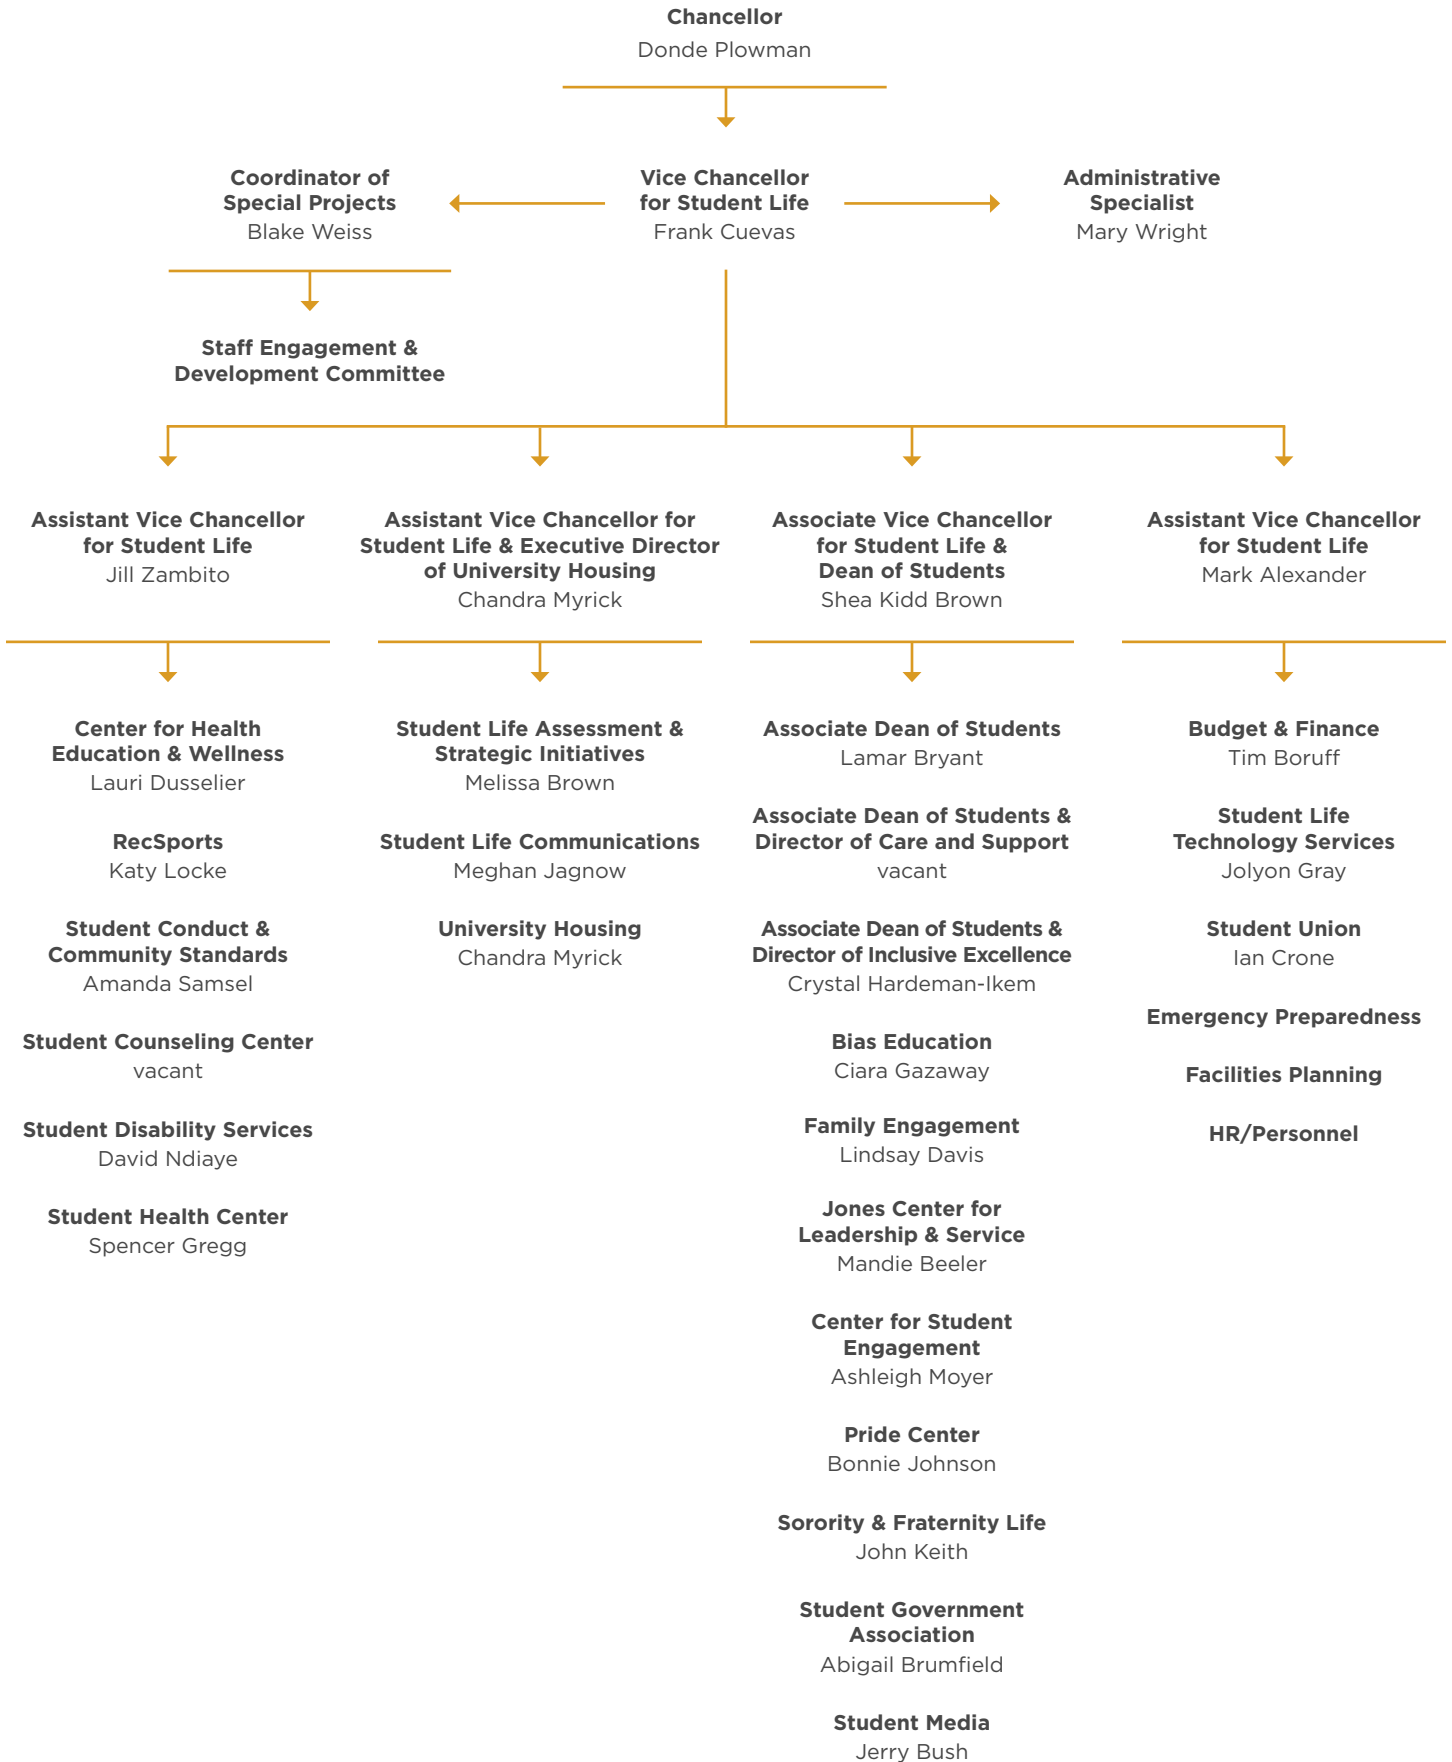 Chancellor
Donde Plowman
Coordinator of
Special Projects
Blake Weiss
Vice Chancellor
for Student Life
Frank Cuevas
Administrative
Specialist
Mary Wright
Staff Engagement &
Development Committee
Assistant Vice Chancellor
for Student Life
Jill Zambito
Assistant Vice Chancellor for
Student Life & Executive Director
of University Housing
Chandra Myrick
Associate Vice Chancellor
for Student Life &
Dean of Students
Shea Kidd Brown
Assistant Vice Chancellor
for Student Life
Mark Alexander
Center for Health
Education & Wellness
Lauri Dusselier
RecSports
Katy Locke
Student Conduct &
Community Standards
Amanda Samsel
Student Counseling Center
vacant
Student Disability Services
David Ndiaye
Student Health Center
Spencer Gregg
Student Life Assessment &
Strategic Initiatives
Melissa Brown
Student Life Communications
Meghan Jagnow
University Housing
Chandra Myrick
Associate Dean of Students
Lamar Bryant
Associate Dean of Students &
Director of Care and Support
vacant
Associate Dean of Students &
Director of Inclusive Excellence
Crystal Hardeman-Ikem
Bias Education
Ciara Gazaway
Family Engagement
Lindsay Davis
Jones Center for
Leadership & Service
Mandie Beeler
Center for Student
Engagement
Ashleigh Moyer
Pride Center
Bonnie Johnson
Sorority & Fraternity Life
John Keith
Student Government
Association
Abigail Brumfield
Student Media
Jerry Bush
Budget & Finance
Tim Boruff
Student Life
Technology Services
Jolyon Gray
Student Union
Ian Crone
Emergency Preparedness
Facilities Planning
HR/Personnel